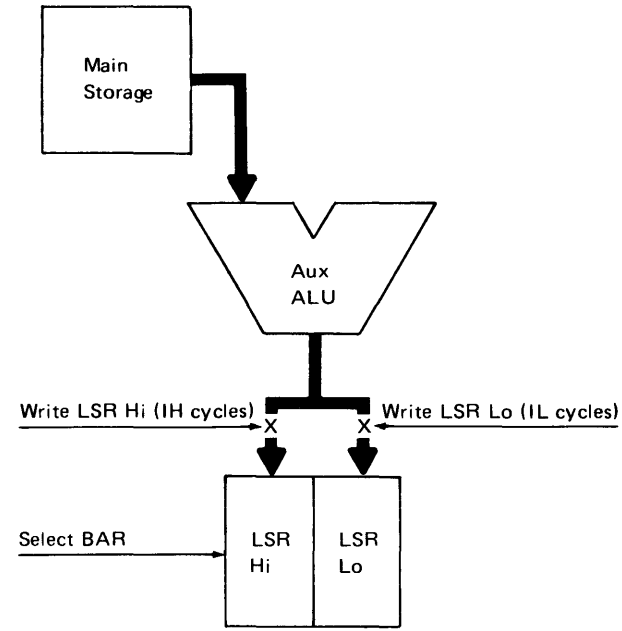 Main
Storage
Aux
ALU
Write LSR Hi (IH cycles)
Write LSR Lo (IL cycles)
X
X
Select BAR
LSR
Hi
LSR
Lo